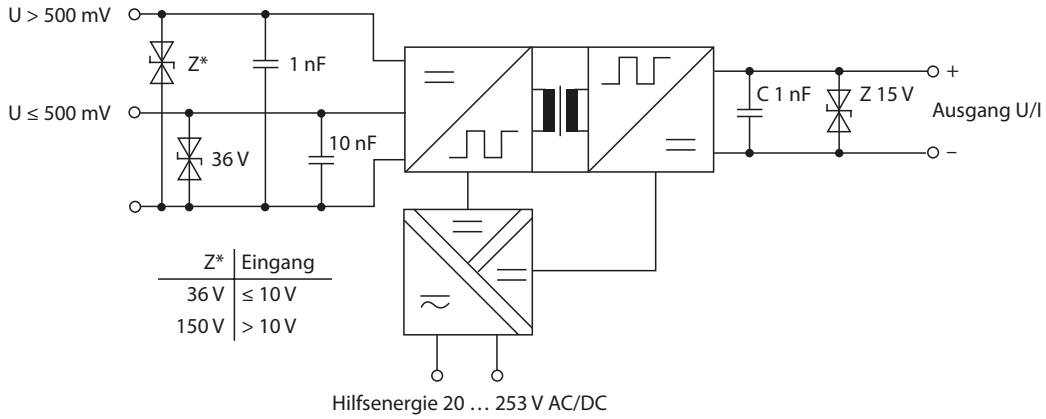 U > 500 mV
Z*
1 nF
U ≤ 500 mV
36 V
10 nF
C 1 nF
Z 15 V
+
Ausgang U/I
−
Z* Eingang
36 V ≤ 10 V
150 V > 10 V
Hilfsenergie 20 … 253 V AC/DC